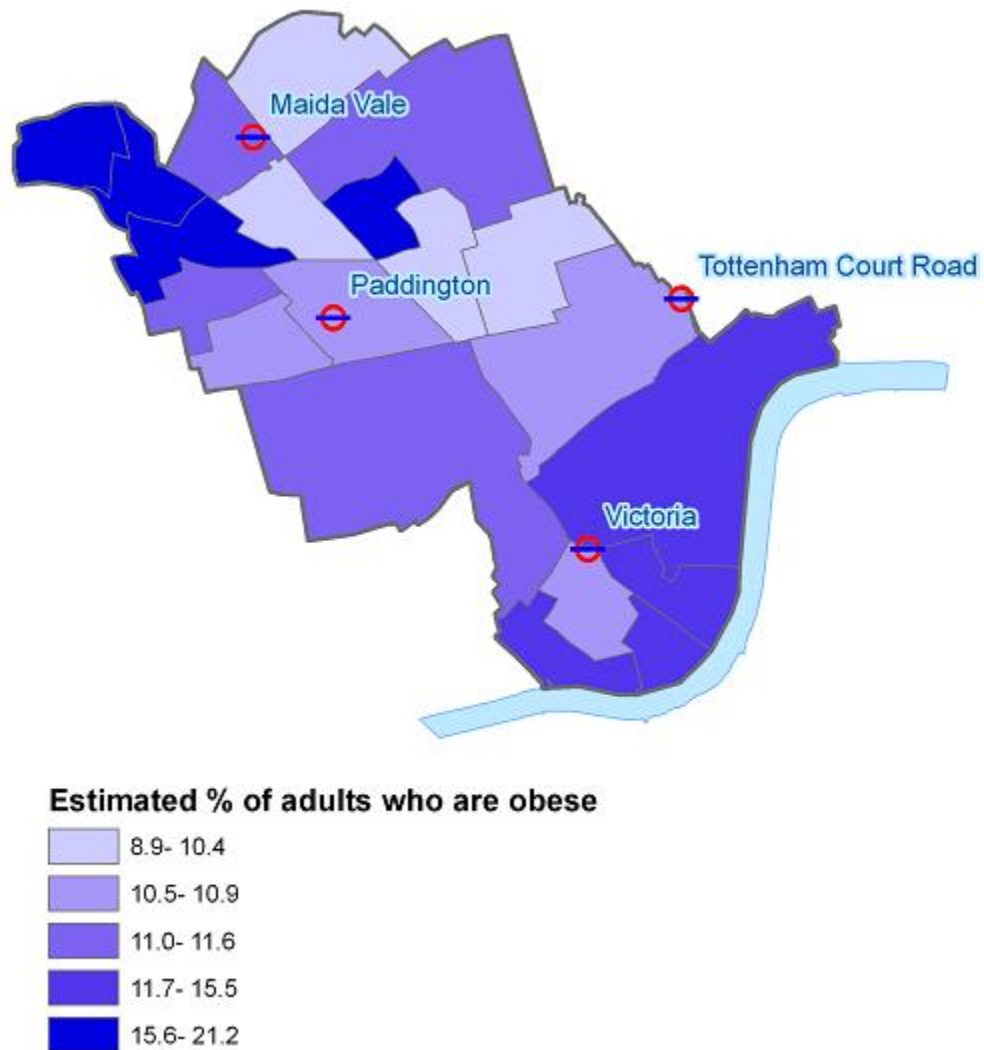 Maida Vale
Tottenham Court Road
Paddington
Victoria
Estimated % of adults who are obese
8.9- 10.4
10.5- 10.9
11.0- 11.6
11.7- 15.5
15.6- 21.2